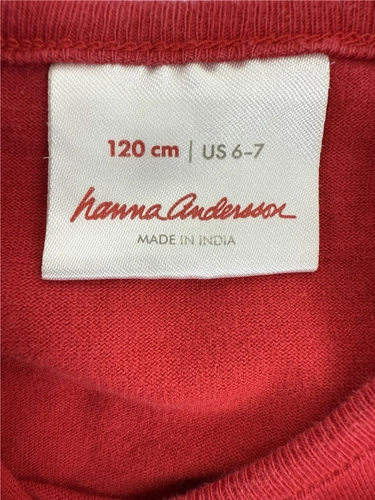 120 cm | US 6-7
hanna andersson
MADE IN INDIA